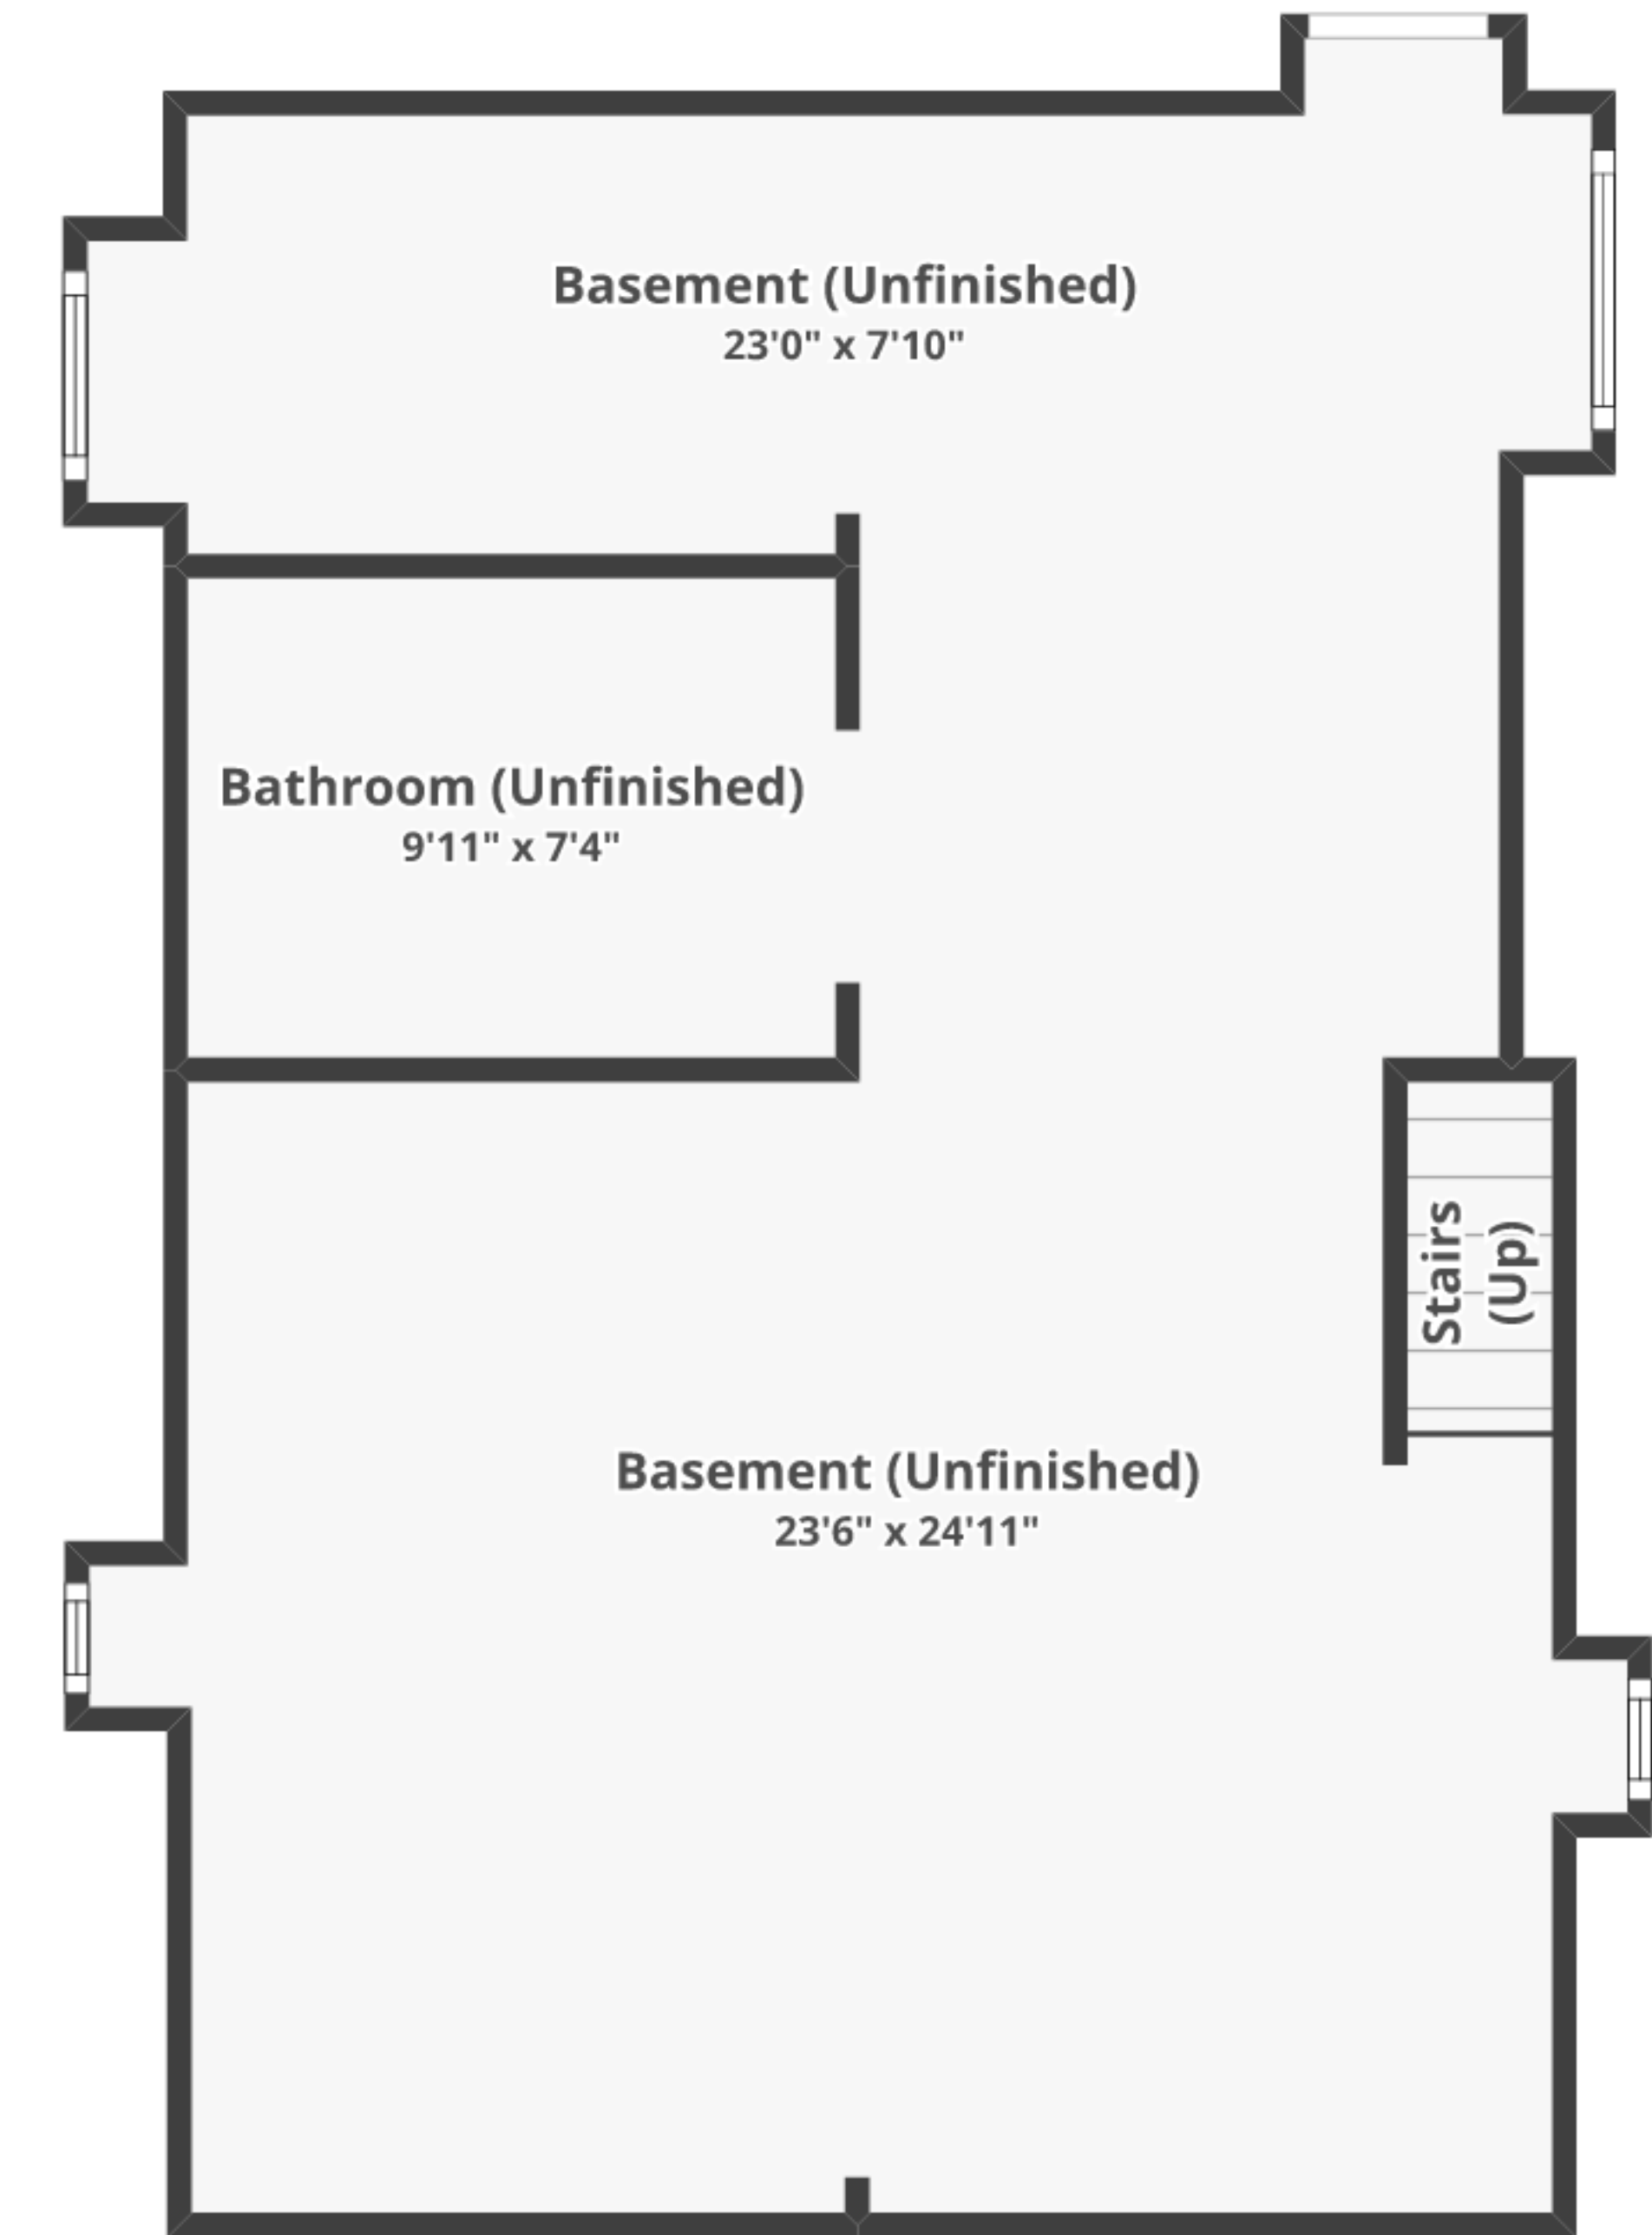 Basement (Unfinished)
23'0" x 7'10"
Bathroom (Unfinished)
9'11" x 7'4"
Stairs
(Up)
Basement (Unfinished)
23'6" x 24'11"